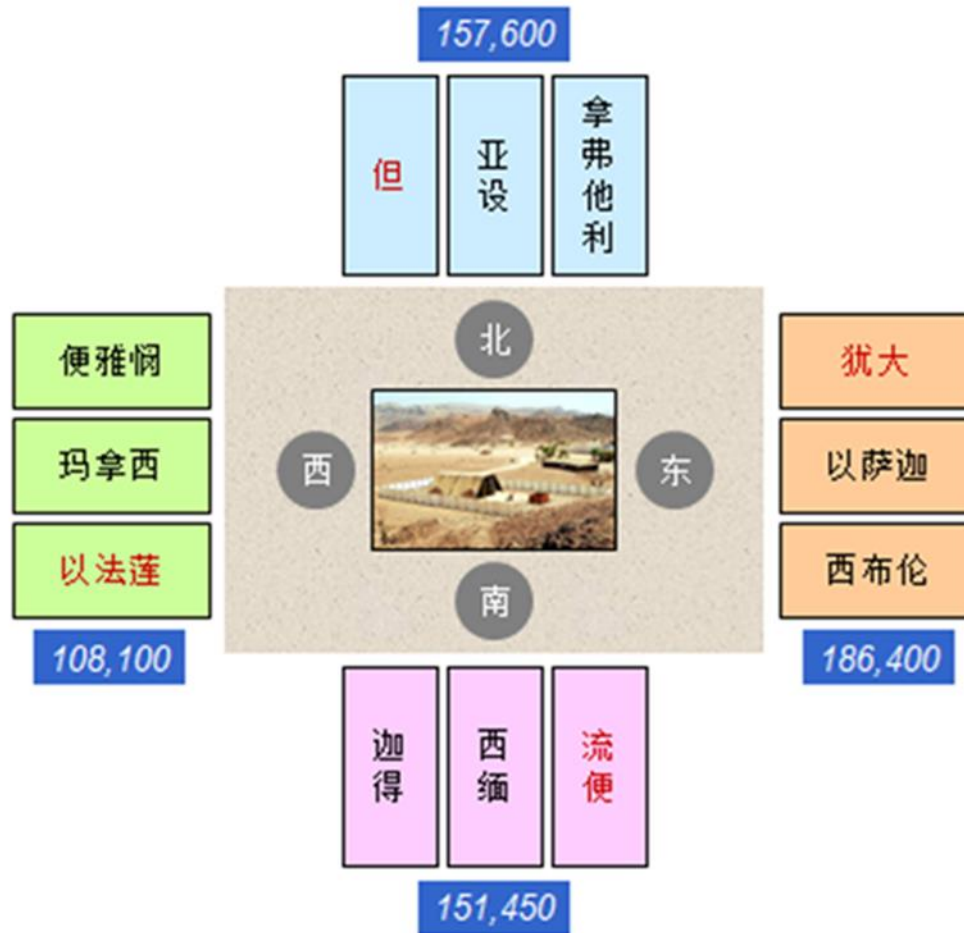 157,600
但
亚设
拿弗他利
北
便雅悯
玛拿西
以法莲
108,100
西
东
犹大
以萨迦
西布伦
186,400
南
迦得
西缅
流便
151,450